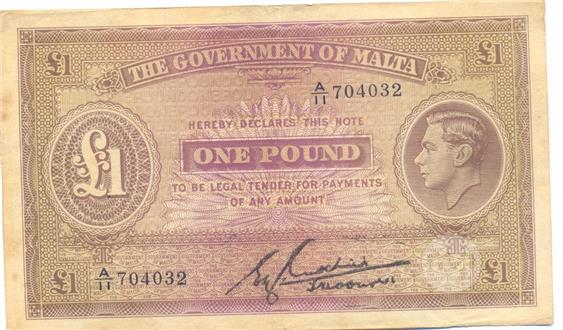 £1
£1
THE GOVERNMENT OF MALTA
A/11 704032
HEREBY DECLARES THIS NOTE
£1
ONE POUND
TO BE LEGAL TENDER FOR PAYMENTS
OF ANY AMOUNT
A/11 704032
£1
£1